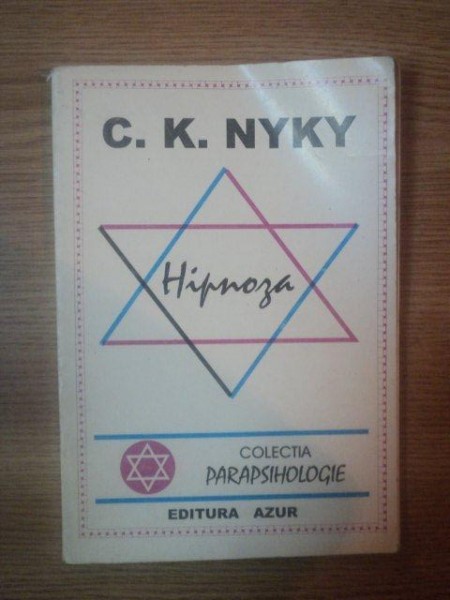 C. K. NYKY
Hipnoza
COLECTIA
PARAPSIHOLOGIE
EDITURA AZUR